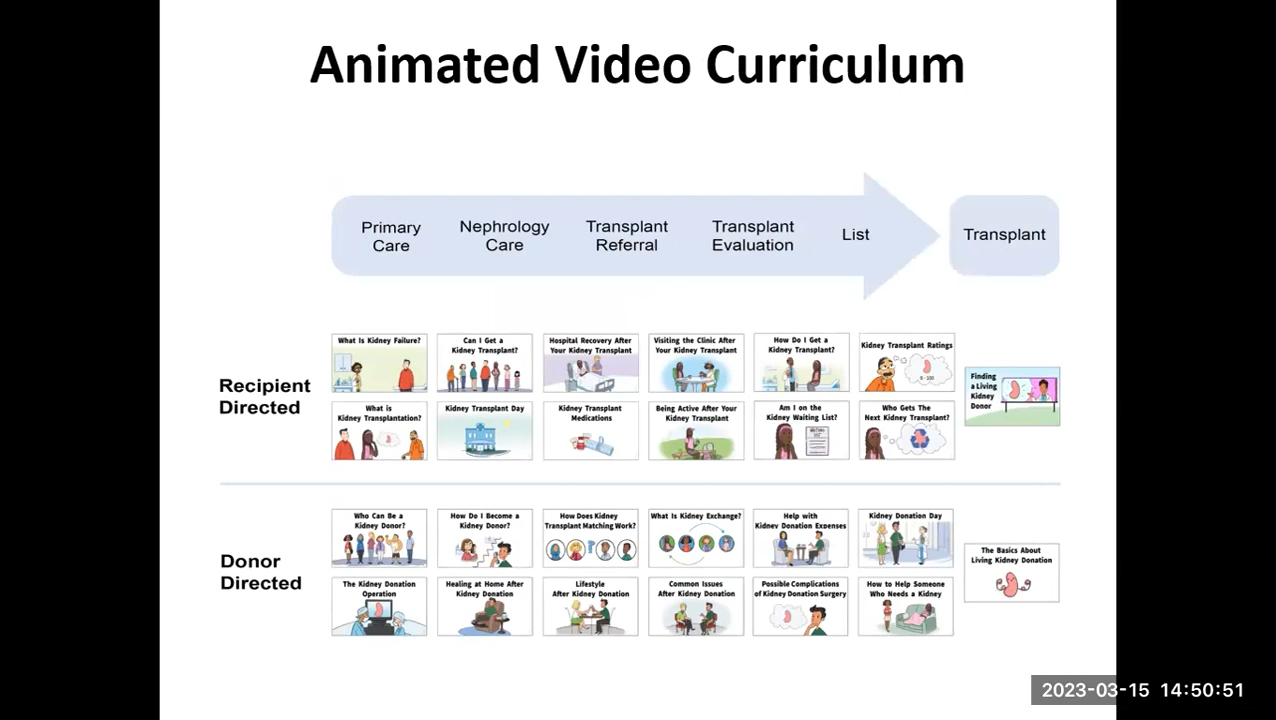 Animated Video Curriculum
Primary
Care
Nephrology
Care
Transplant
Referral
Transplant
Evaluation
List
Transplant
Recipient
Directed
What Is Kidney Failure?
Can I Get a
Kidney Transplant?
Hospital Recovery After
Your Kidney Transplant
Visiting the Clinic After
Your Kidney Transplant
How Do I Get a
Kidney Transplant?
Kidney Transplant Ratings
0 - 100
Finding
a Living
Kidney
Donor
What is
Kidney Transplantation?
Kidney Transplant Day
Kidney Transplant
Medications
Being Active After Your
Kidney Transplant
Am I on the
Kidney Waiting List?
WAITING
LIST
Who Gets The
Next Kidney Transplant?
Donor
Directed
Who Can Be a
Kidney Donor?
How Do I Become a
Kidney Donor?
How Does Kidney
Transplant Matching Work?
?
What Is Kidney Exchange?
Help with
Kidney Donation Expenses
Kidney Donation Day
The Basics About
Living Kidney Donation
The Kidney Donation
Operation
Healing at Home After
Kidney Donation
Lifestyle
After Kidney Donation
Common Issues
After Kidney Donation
Possible Complications
of Kidney Donation Surgery
How to Help Someone
Who Needs a Kidney
2023-03-15 14:50:51